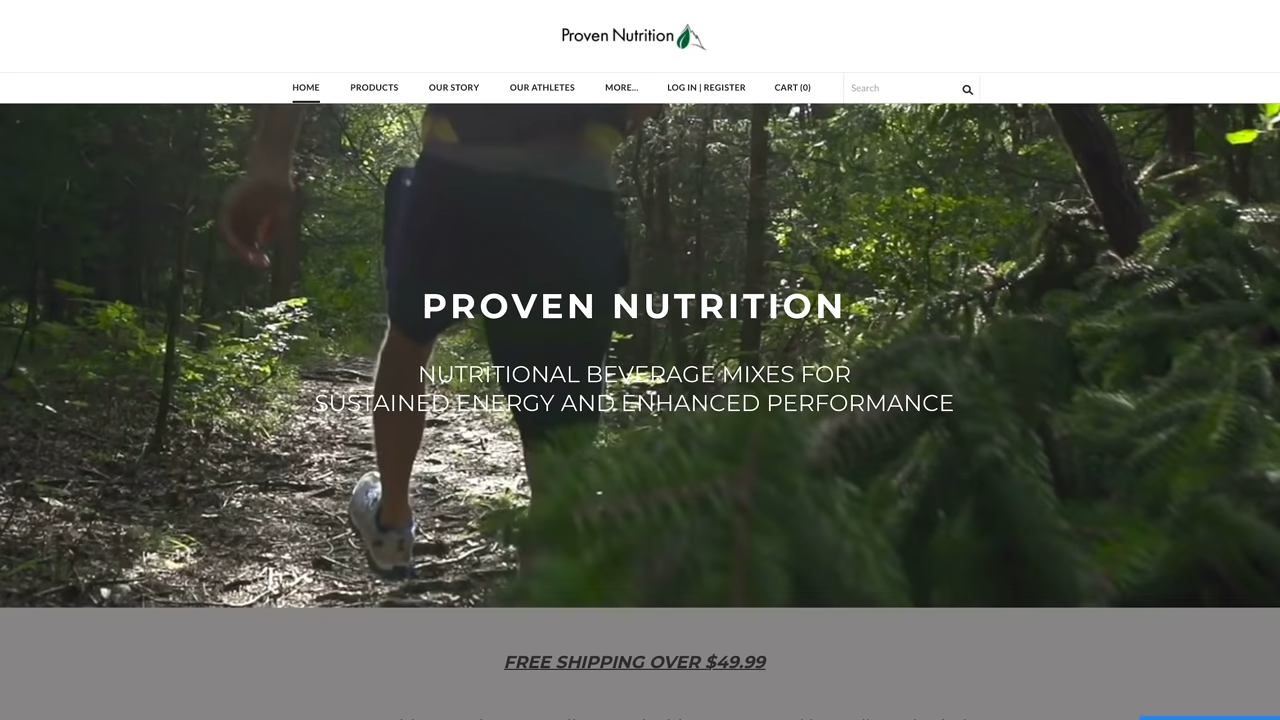 Proven Nutrition
HOME PRODUCTS OUR STORY OUR ATHLETES MORE... LOG IN | REGISTER CART (0) Search
PROVEN NUTRITION
NUTRITIONAL BEVERAGE MIXES FOR
SUSTAINED ENERGY AND ENHANCED PERFORMANCE
FREE SHIPPING OVER $49.99